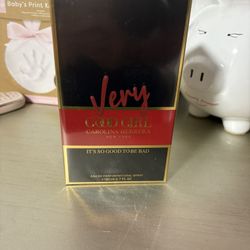 Baby's Print K
Very
GOOD GIRL
CAROLINA HERRERA
NEW YORK
IT'S SO GOOD TO BE BAD